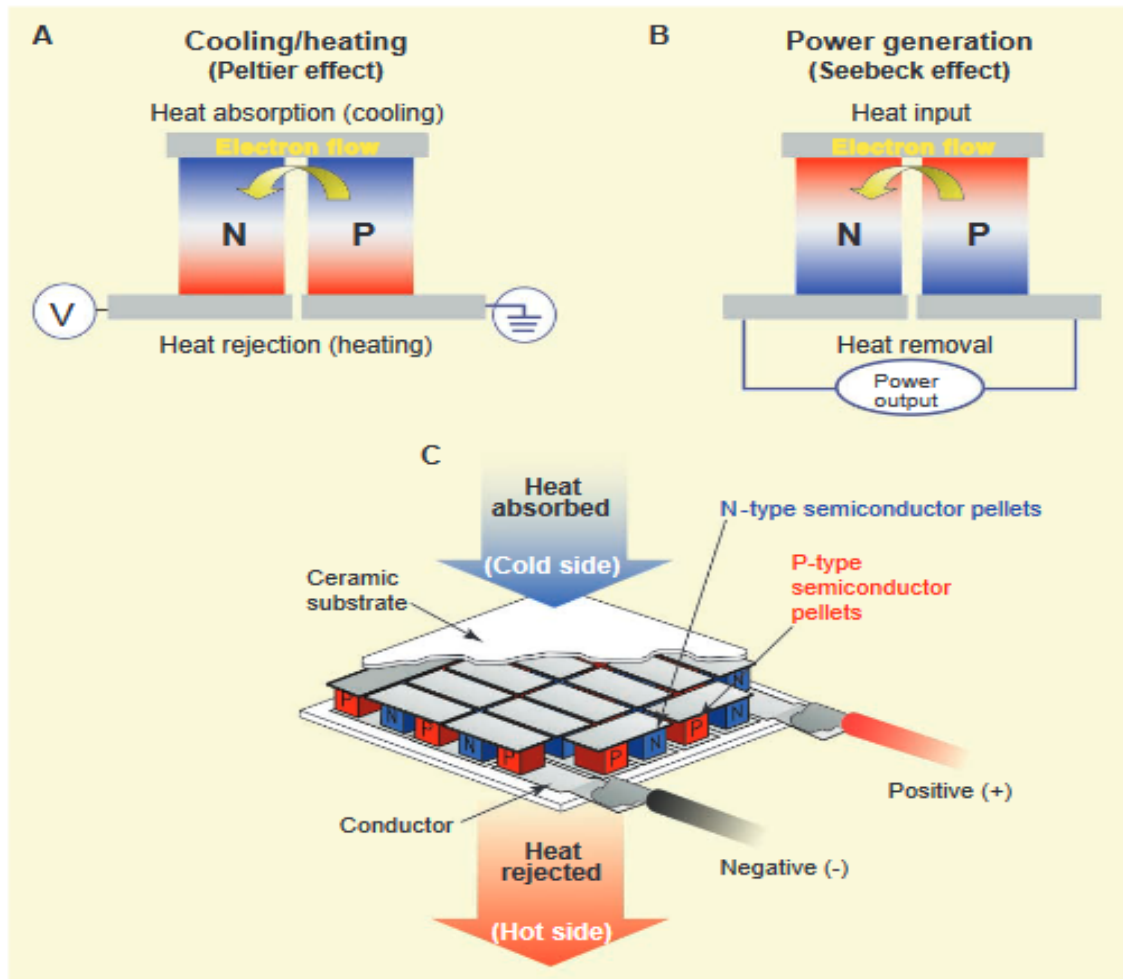 A
Cooling/heating
(Peltier effect)
Heat absorption (cooling)
Electron flow
N
P
V
Heat rejection (heating)
B
Power generation
(Seebeck effect)
Heat input
Electron flow
N
P
Heat removal
Power
output
C
Heat
absorbed
(Cold side)
N-type semiconductor pellets
P-type
semiconductor
pellets
Ceramic
substrate
N
P
N
P
N
P
P
N
P
N
Positive (+)
Conductor
Negative (-)
Heat
rejected
(Hot side)